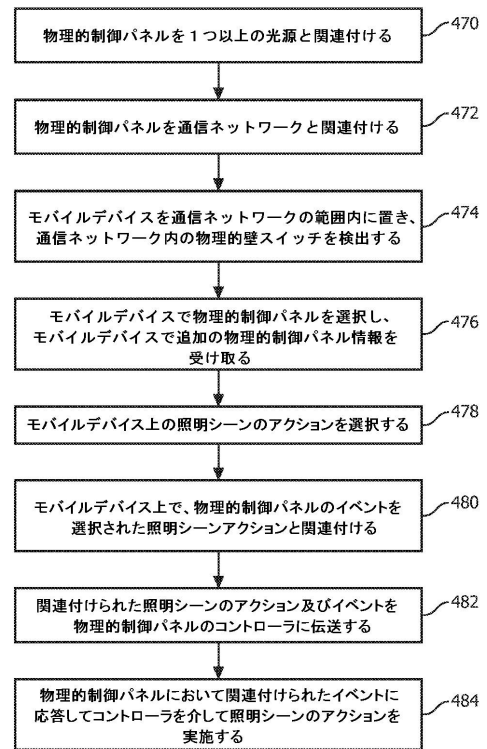 物理的制御パネルを１つ以上の光源と関連付ける
470
物理的制御パネルを通信ネットワークと関連付ける
472
モバイルデバイスを通信ネットワークの範囲内に置き、
通信ネットワーク内の物理的壁スイッチを検出する
474
モバイルデバイスで物理的制御パネルを選択し、
モバイルデバイスで追加の物理的制御パネル情報を
受け取る
476
モバイルデバイス上の照明シーンのアクションを選択する
478
モバイルデバイス上で、物理的制御パネルのイベントを
選択された照明シーンアクションと関連付ける
480
関連付けられた照明シーンのアクション及びイベントを
物理的制御パネルのコントローラに伝送する
482
物理的制御パネルにおいて関連付けられたイベントに
応答してコントローラを介して照明シーンのアクションを
実施する
484